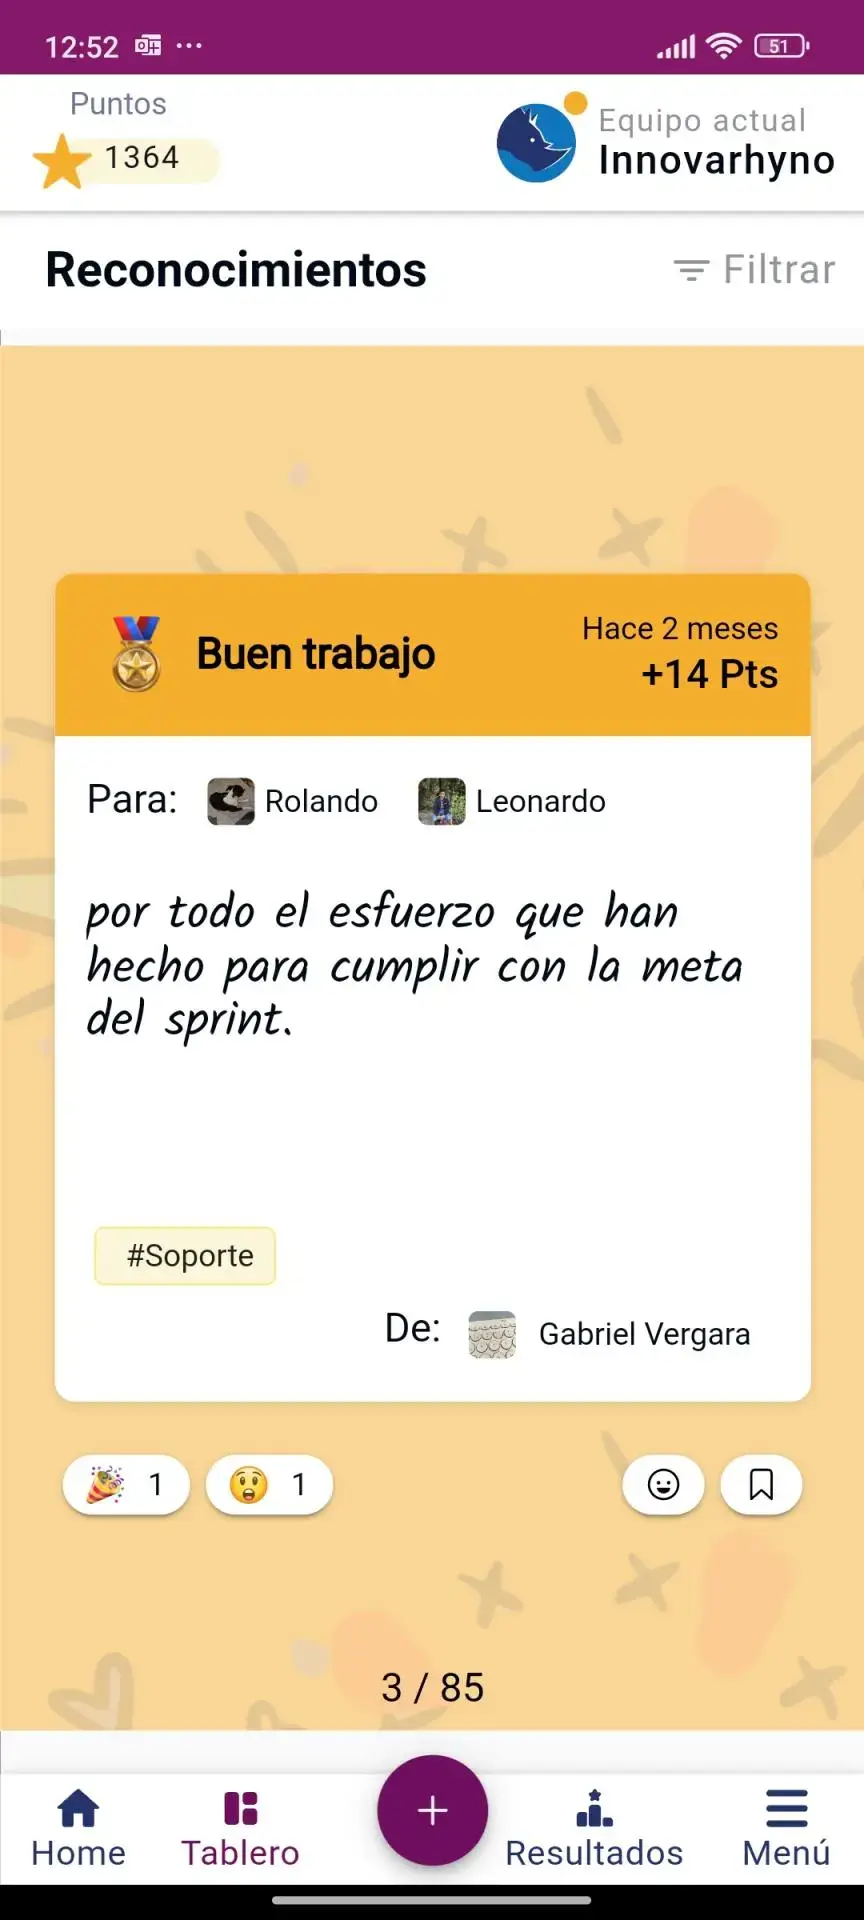 12:52
51
Puntos
1364
Equipo actual
Innovarhyno
Reconocimientos
Filtrar
Buen trabajo
Hace 2 meses
+14 Pts
Para: Rolando Leonardo
por todo el esfuerzo que han
hecho para cumplir con la meta
del sprint.
#Soporte
De: Gabriel Vergara
1 1
3 / 85
Home Tablero + Resultados Menú